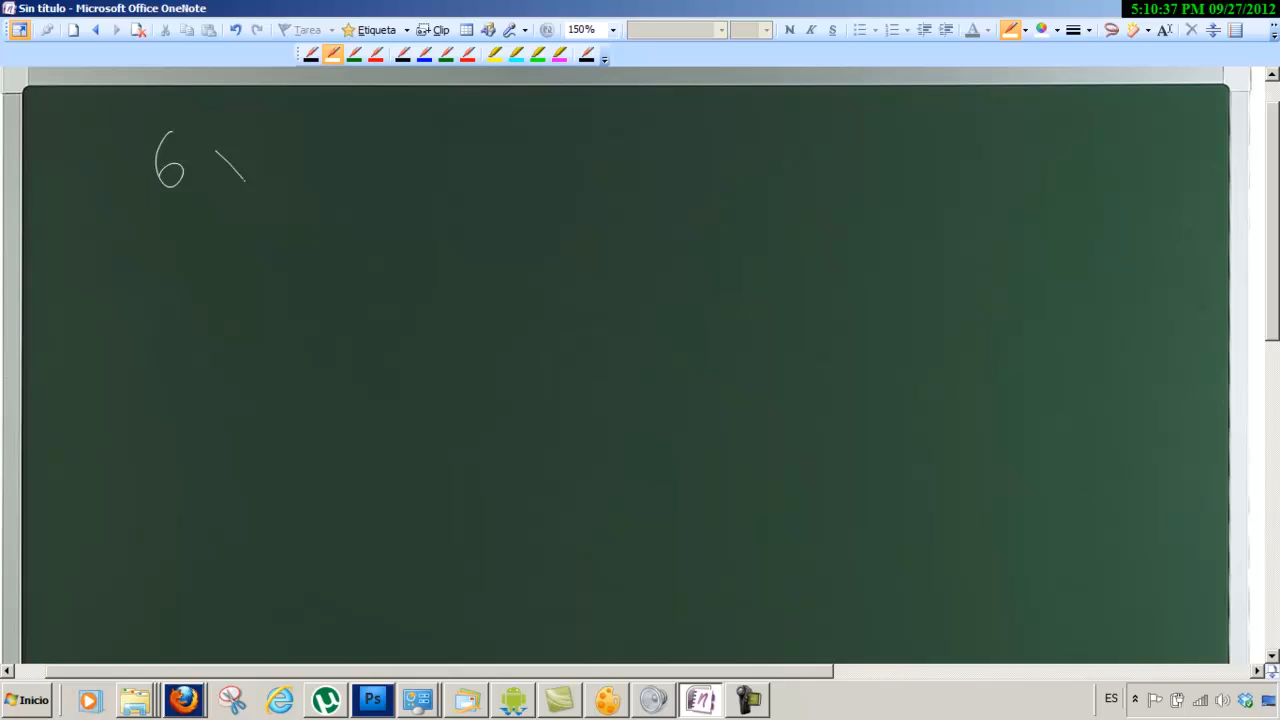 Sin título - Microsoft Office OneNote
5:10:37 PM 09/27/2012
Tarea Etiqueta Clip 150% N K S A A
6 \
Inicio Ps ES